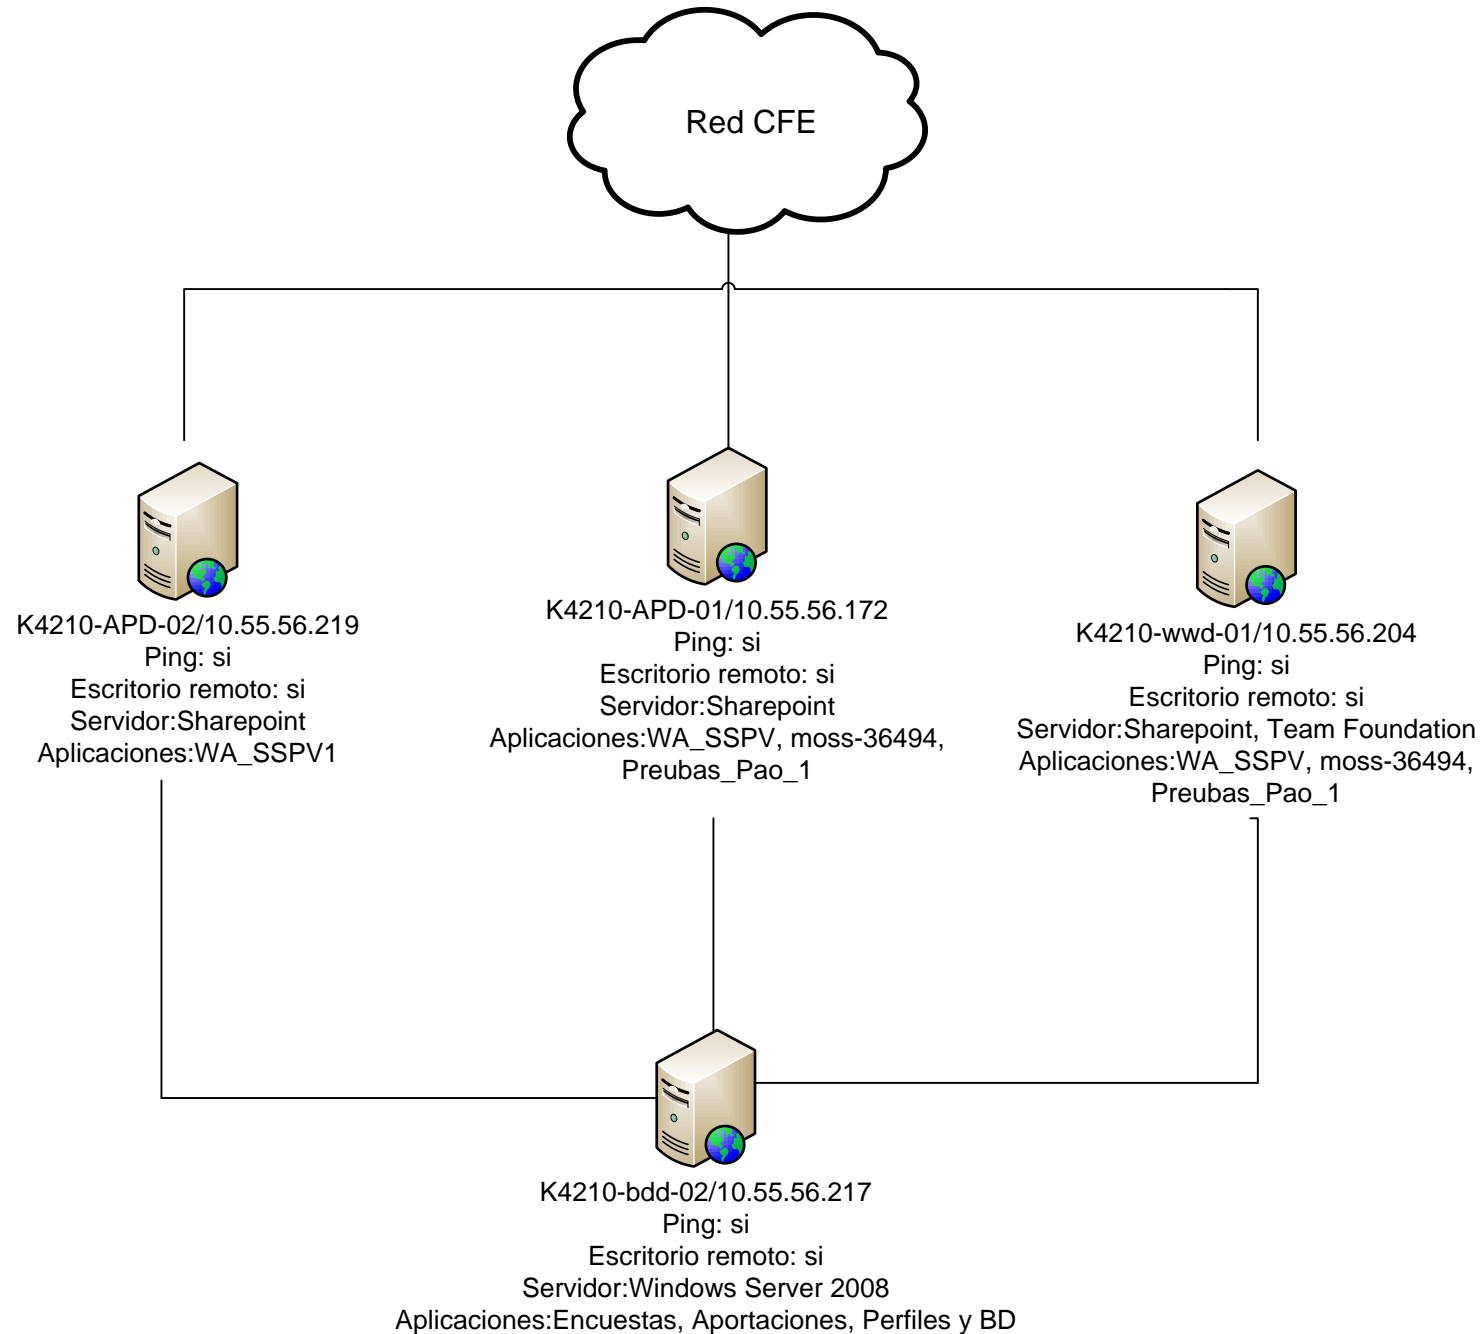 Red CFE
K4210-APD-02/10.55.56.219
Ping: si
Escritorio remoto: si
Servidor:Sharepoint
Aplicaciones:WA_SSPV1
K4210-APD-01/10.55.56.172
Ping: si
Escritorio remoto: si
Servidor:Sharepoint
Aplicaciones:WA_SSPV, moss-36494,
Preubas_Pao_1
K4210-wwd-01/10.55.56.204
Ping: si
Escritorio remoto: si
Servidor:Sharepoint, Team Foundation
Aplicaciones:WA_SSPV, moss-36494,
Preubas_Pao_1
K4210-bdd-02/10.55.56.217
Ping: si
Escritorio remoto: si
Servidor:Windows Server 2008
Aplicaciones:Encuestas, Aportaciones, Perfiles y BD